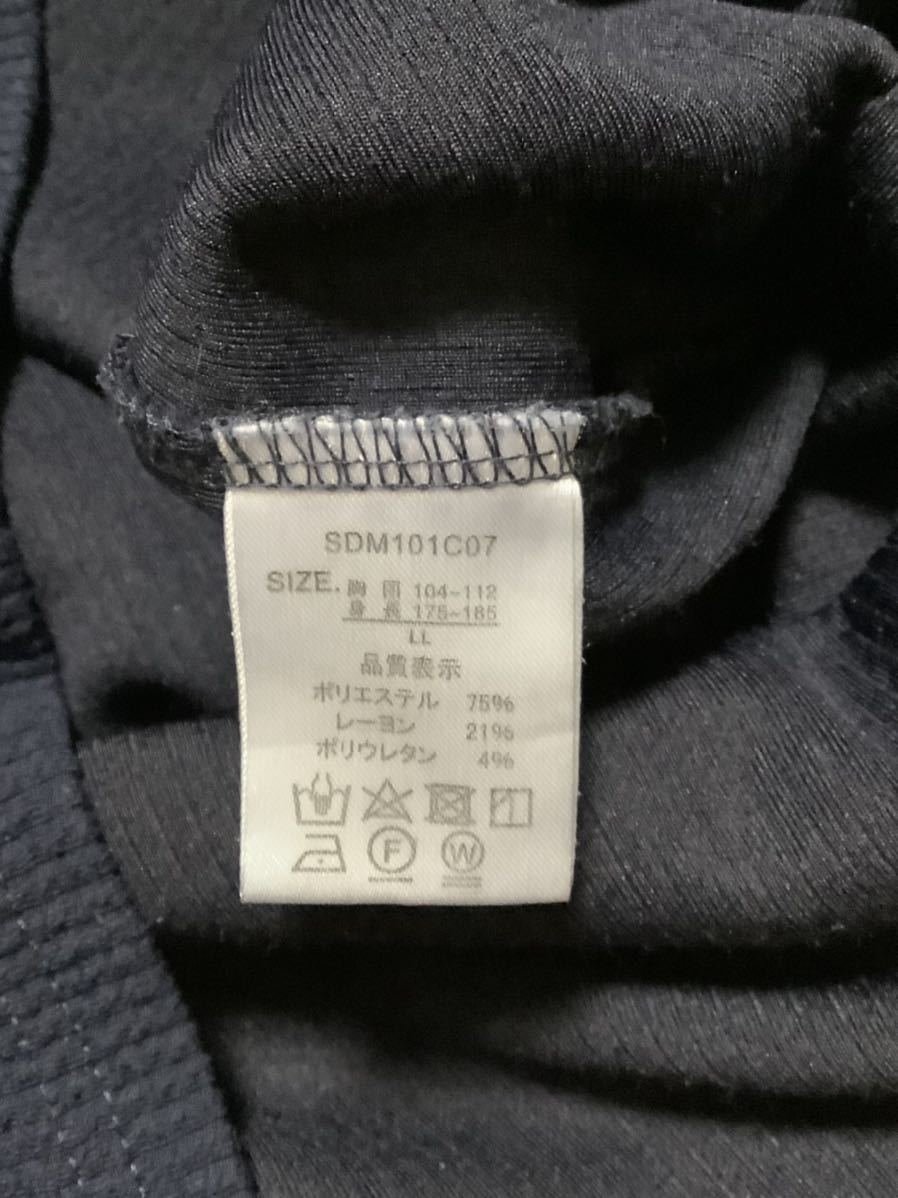 SDM101C07
SIZE. 胸 囲 104~112
身 長 175~185
LL
品質表示
ポリエステル 75%
レーヨン 21%
ポリウレタン 4%
F W